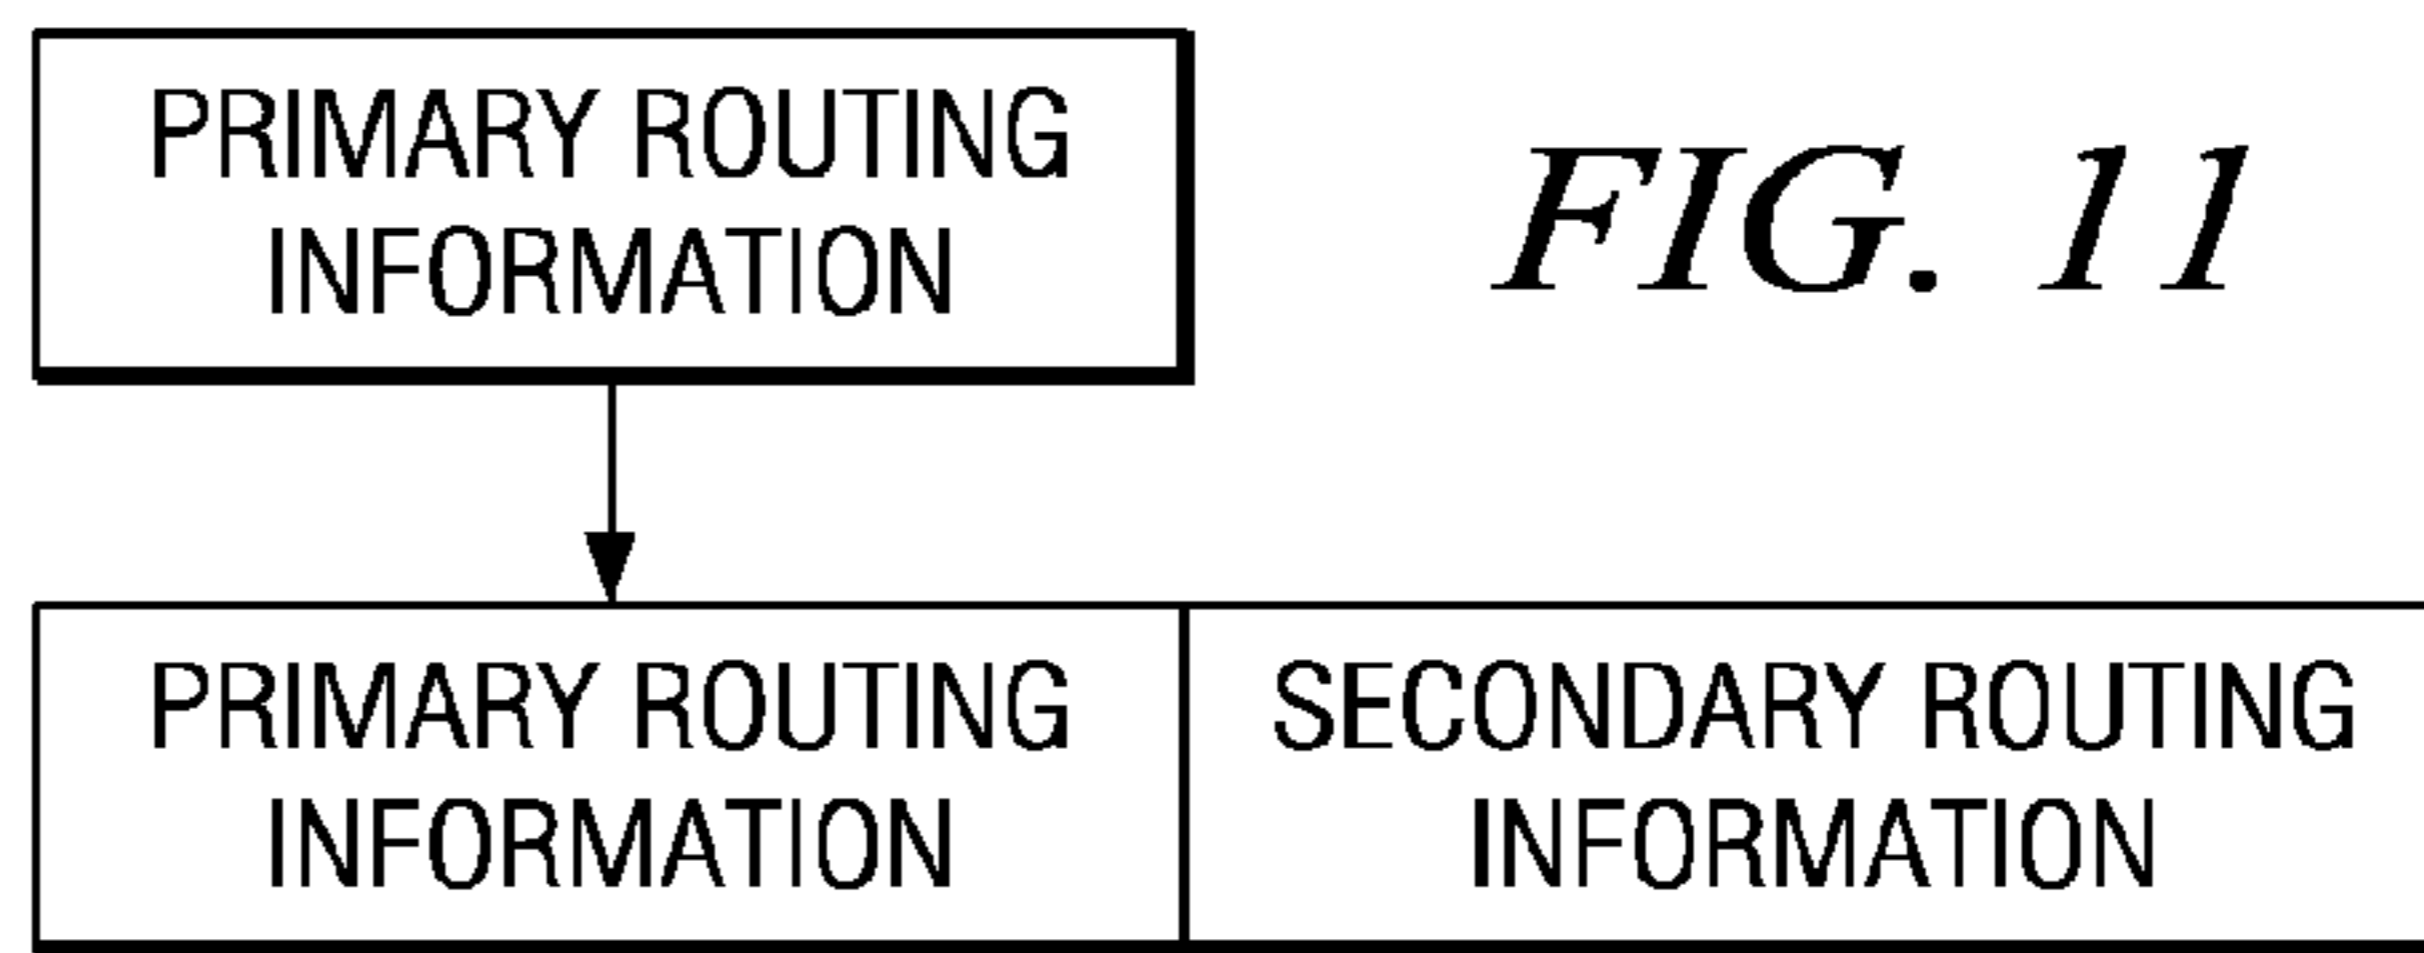 PRIMARY ROUTING
INFORMATION
FIG. 11
PRIMARY ROUTING
INFORMATION
SECONDARY ROUTING
INFORMATION